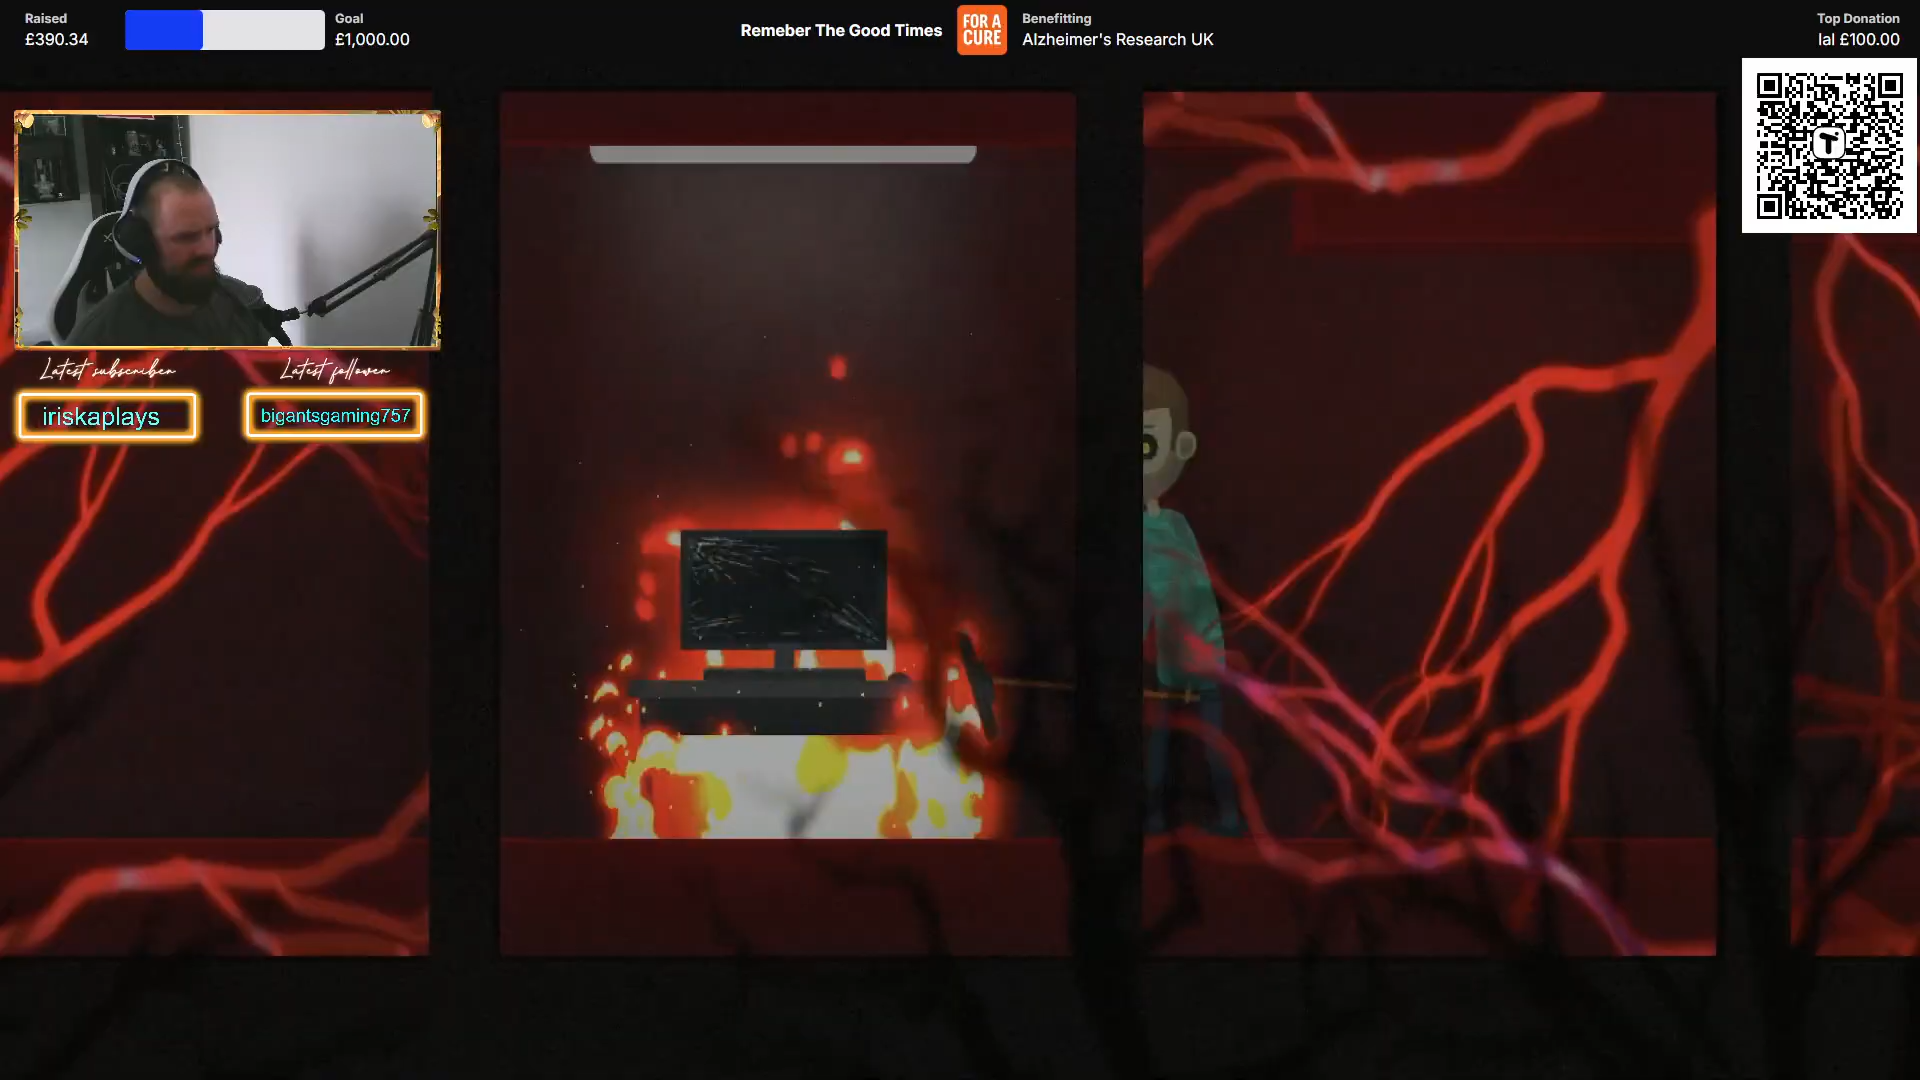 Raised
£390.34
Goal
£1,000.00
Remeber The Good Times
FOR A
CURE
Benefitting
Alzheimer's Research UK
Top Donation
lal £100.00
T
Latest subscriber
Latest follower
iriskaplays
bigantsgaming757